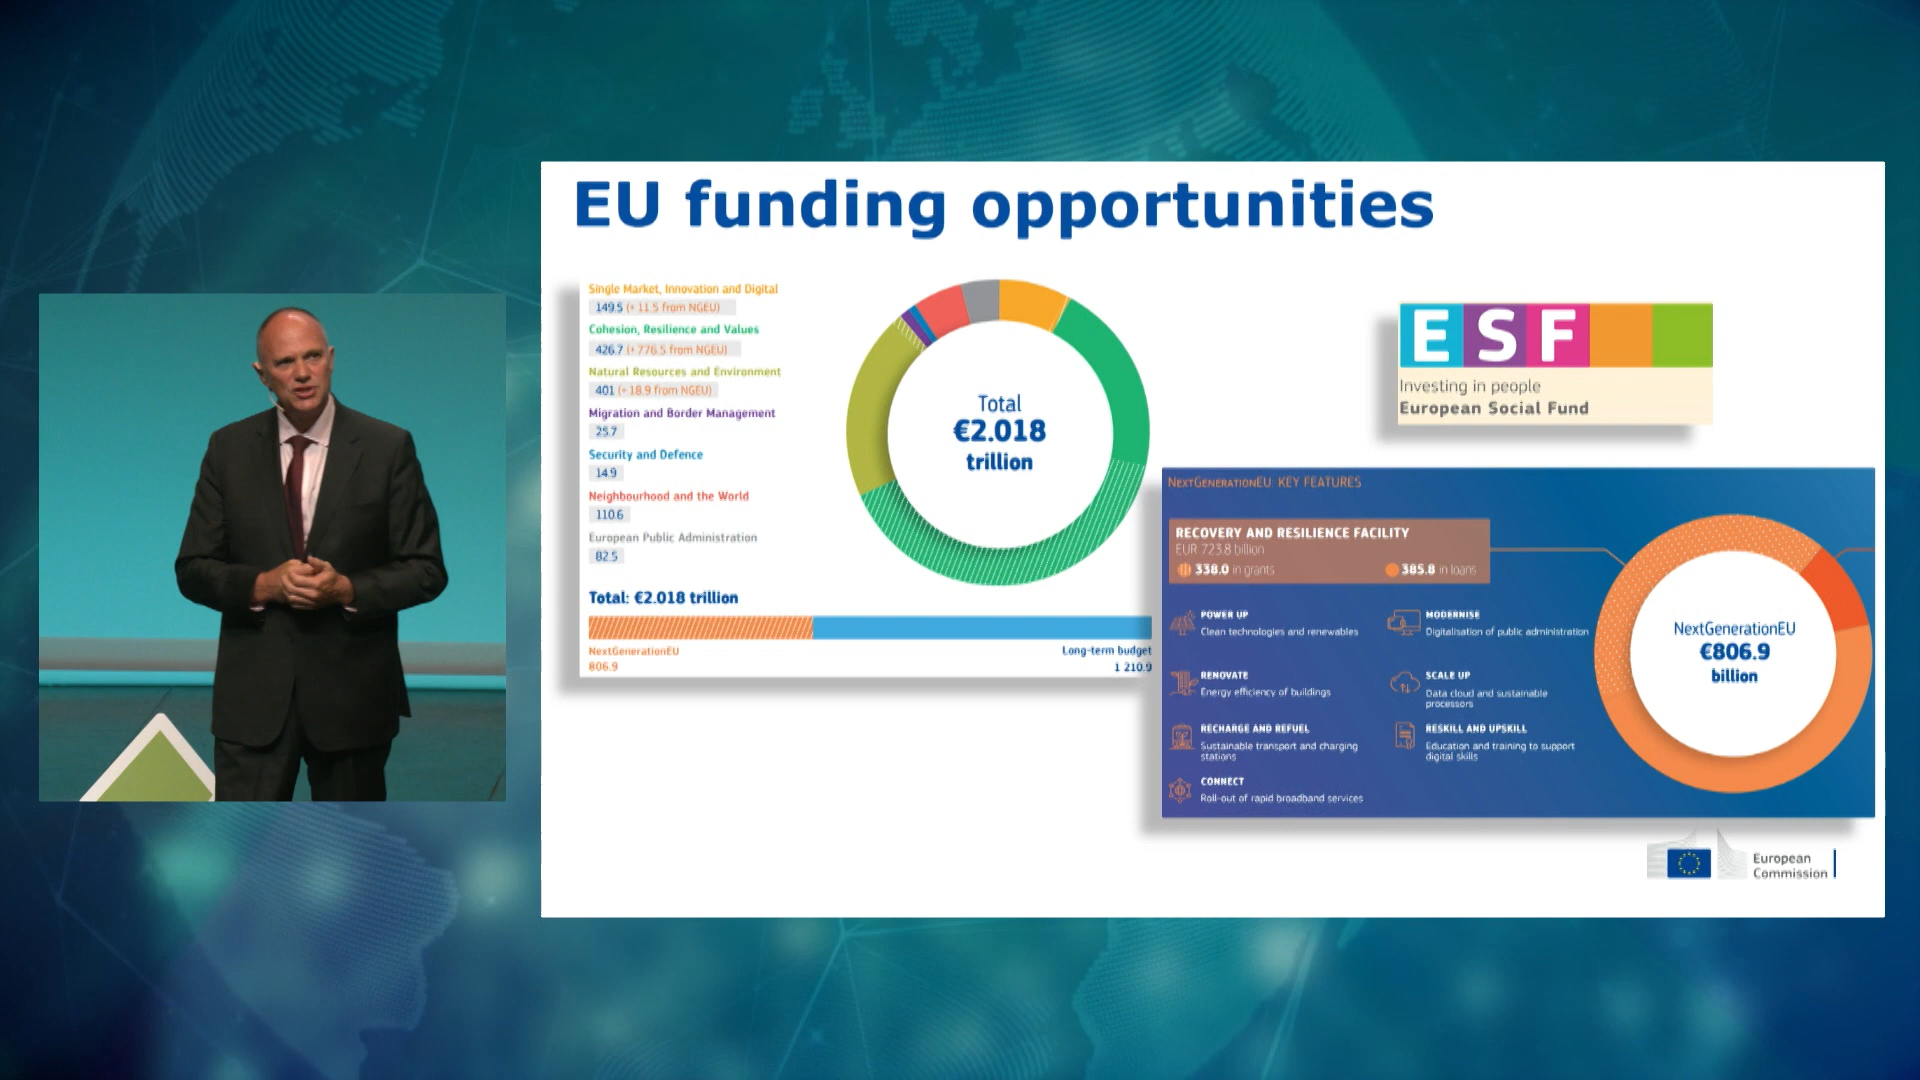 EU funding opportunities
Single Market, Innovation and Digital
149.5 (+ 11.5 from NGEU)
Cohesion, Resilience and Values
426.7 (+ 776.5 from NGEU)
Natural Resources and Environment
401 (+ 18.9 from NGEU)
Migration and Border Management
25.7
Security and Defence
14.9
Neighbourhood and the World
110.6
European Public Administration
82.5
Total: €2.018 trillion
NextGenerationEU
806.9
Long-term budget
1 210.9
Total
€2.018
trillion
ESF
Investing in people
European Social Fund
NEXTGENERATIONEU: KEY FEATURES
RECOVERY AND RESILIENCE FACILITY
EUR 723.8 billion
338.0 in grants
385.8 in loans
POWER UP
Clean technologies and renewables
RENOVATE
Energy efficiency of buildings
RECHARGE AND REFUEL
Sustainable transport and charging
stations
CONNECT
Roll-out of rapid broadband services
MODERNISE
Digitalisation of public administration
SCALE UP
Data cloud and sustainable
processors
RESKILL AND UPSKILL
Education and training to support
digital skills
NextGenerationEU
€806.9
billion
European
Commission